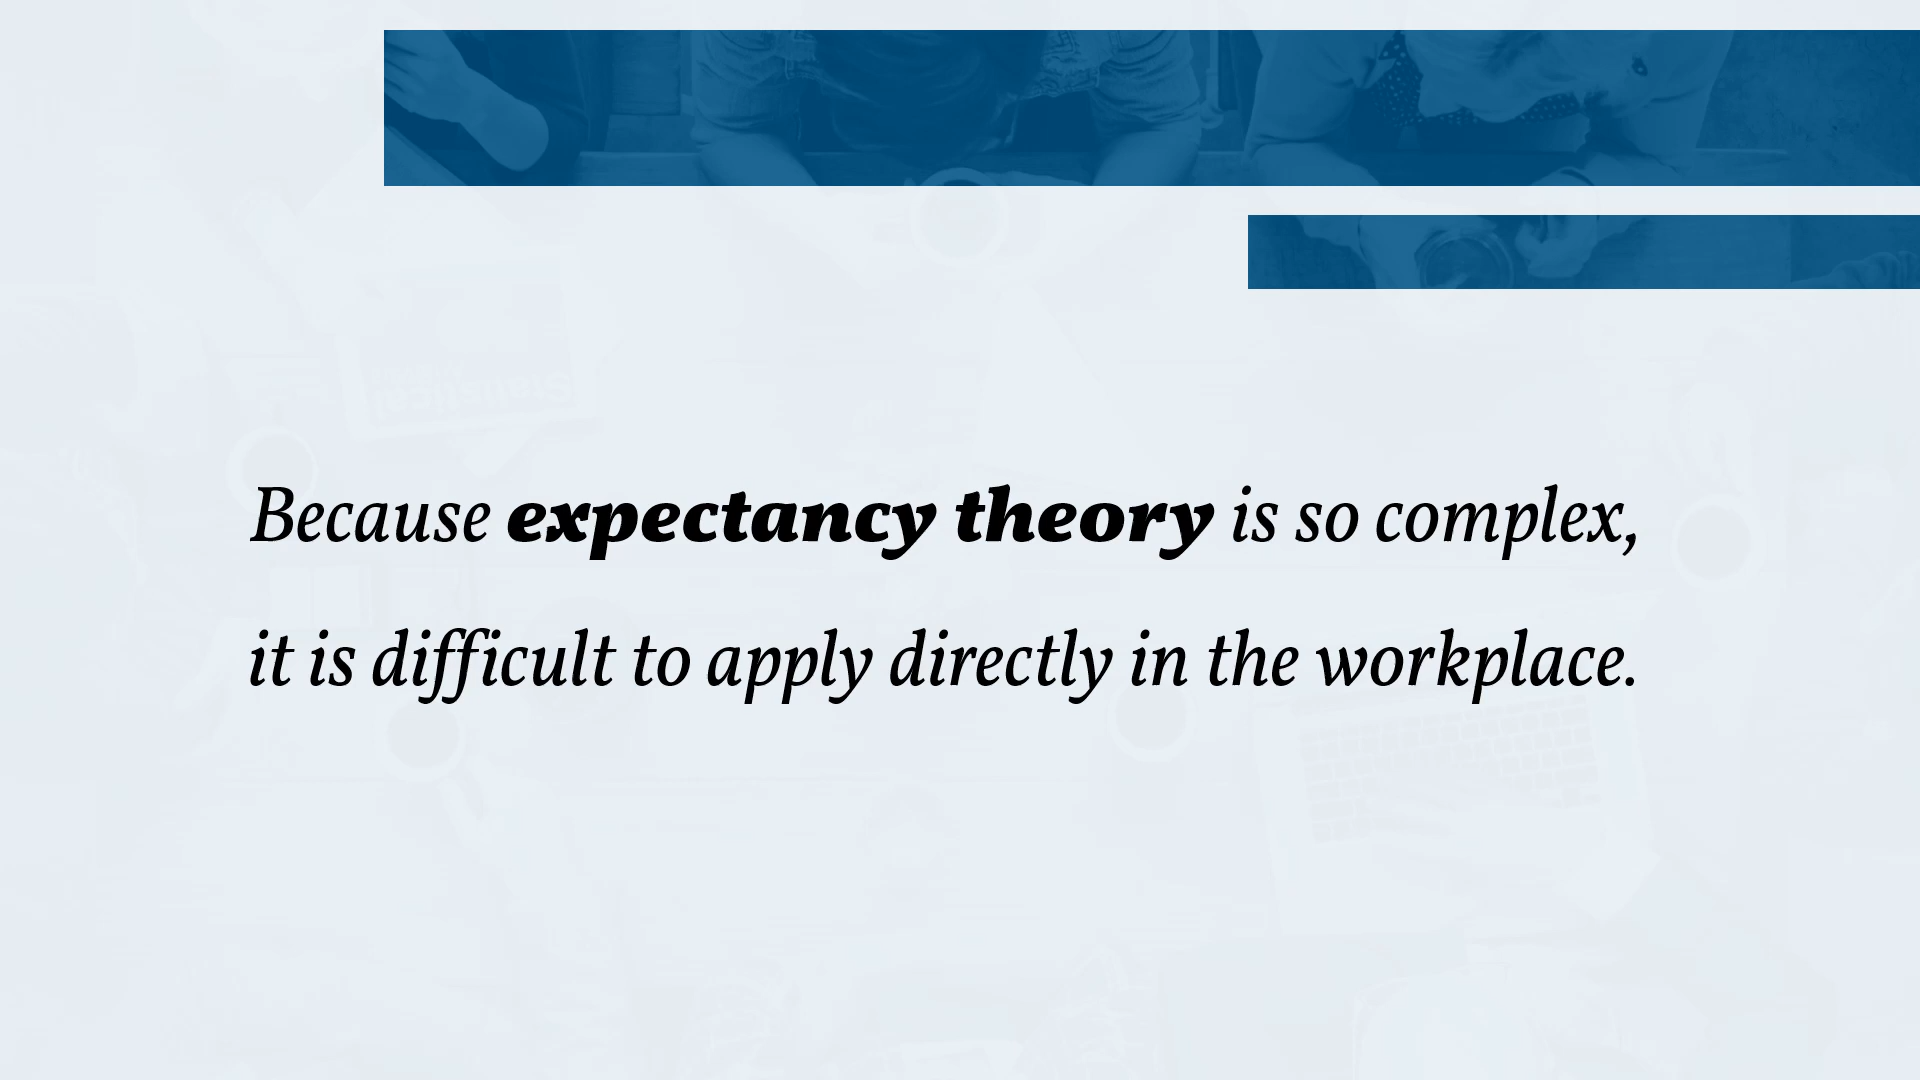 Because expectancy theory is so complex,
it is difficult to apply directly in the workplace.